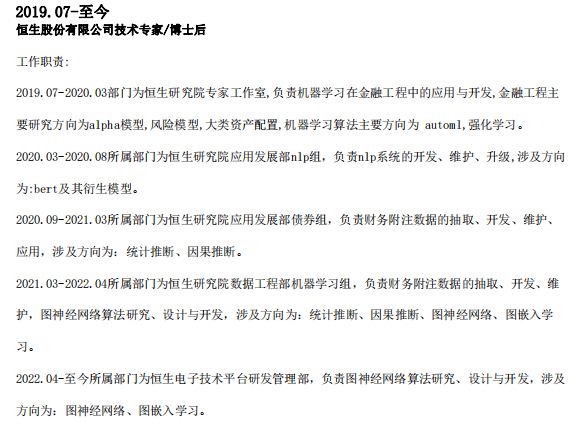 2019.07-至今
恒生股份有限公司技术专家/博士后
工作职责:
2019.07-2020.03部门为恒生研究院专家工作室,负责机器学习在金融工程中的应用与开发,金融工程主
要研究方向为alpha模型,风险模型,大类资产配置,机器学习算法主要方向为 automl,强化学习。
2020.03-2020.08所属部门为恒生研究院应用发展部nlp组，负责nlp系统的开发、维护、升级,涉及方向
为:bert及其衍生模型。
2020.09-2021.03所属部门为恒生研究院应用发展部债券组，负责财务附注数据的抽取、开发、维护、
应用，涉及方向为：统计推断、因果推断。
2021.03-2022.04所属部门为恒生研究院数据工程部机器学习组，负责财务附注数据的抽取、开发、维
护，图神经网络算法研究、设计与开发，涉及方向为：统计推断、因果推断、图神经网络、图嵌入学
习。
2022.04-至今所属部门为恒生电子技术平台研发管理部，负责图神经网络算法研究、设计与开发，涉及
方向为：图神经网络、图嵌入学习。